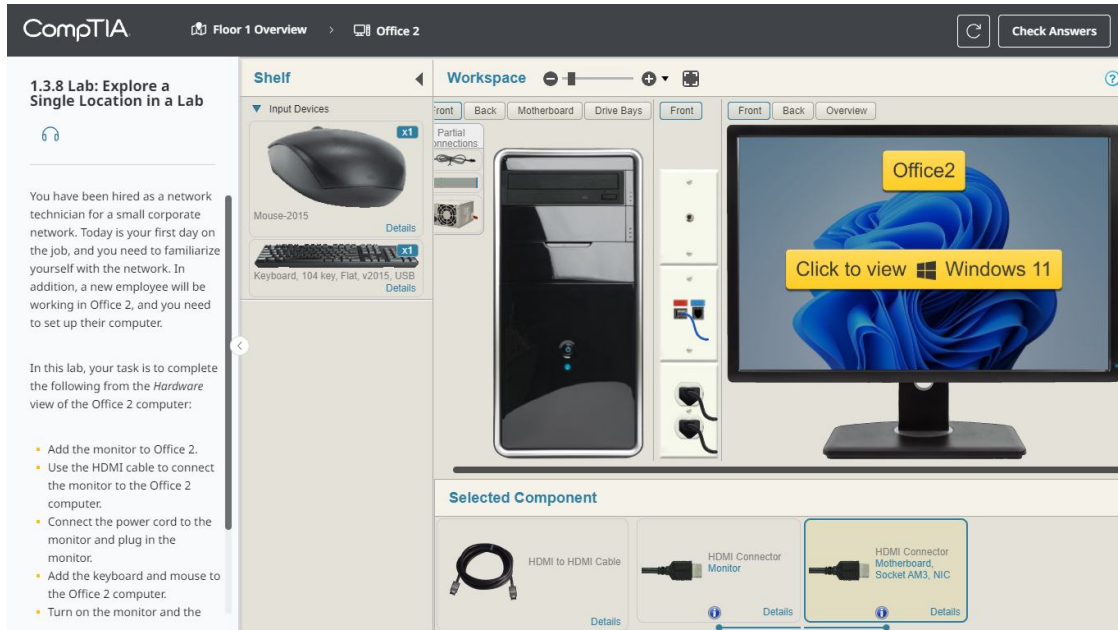 CompTIA.
Floor 1 Overview > Office 2
Check Answers
1.3.8 Lab: Explore a
Single Location in a Lab
You have been hired as a network
technician for a small corporate
network. Today is your first day on
the job, and you need to familiarize
yourself with the network. In
addition, a new employee will be
working in Office 2, and you need
to set up their computer.
In this lab, your task is to complete
the following from the Hardware
view of the Office 2 computer:
Add the monitor to Office 2.
Use the HDMI cable to connect
the monitor to the Office 2
computer.
Connect the power cord to the
monitor and plug in the
monitor.
Add the keyboard and mouse to
the Office 2 computer.
Turn on the monitor and the
Shelf
Input Devices
x1
Mouse-2015
Details
x1
Keyboard, 104 key, Flat, v2015, USB
Details
Workspace
ront Back Motherboard Drive Bays
Partial
onnections
Front
Front Back Overview
Office2
Click to view Windows 11
Selected Component
HDMI to HDMI Cable
Details
HDMI Connector
Monitor
Details
HDMI Connector
Motherboard,
Socket AM3, NIC
Details